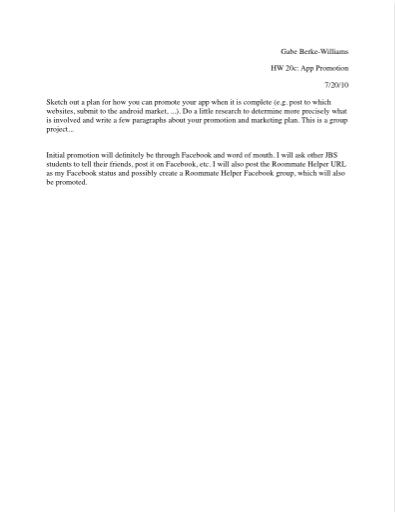 Gabe Berke-Williams
HW 20c: App Promotion
7/20/10
Sketch out a plan for how you can promote your app when it is complete (e.g. post to which
websites, submit to the android market, ...). Do a little research to determine more precisely what
is involved and write a few paragraphs about your promotion and marketing plan. This is a group
project...
Initial promotion will definitely be through Facebook and word of mouth. I will ask other JBS
students to tell their friends, post it on Facebook, etc. I will also post the Roommate Helper URL
as my Facebook status and possibly create a Roommate Helper Facebook group, which will also
be promoted.